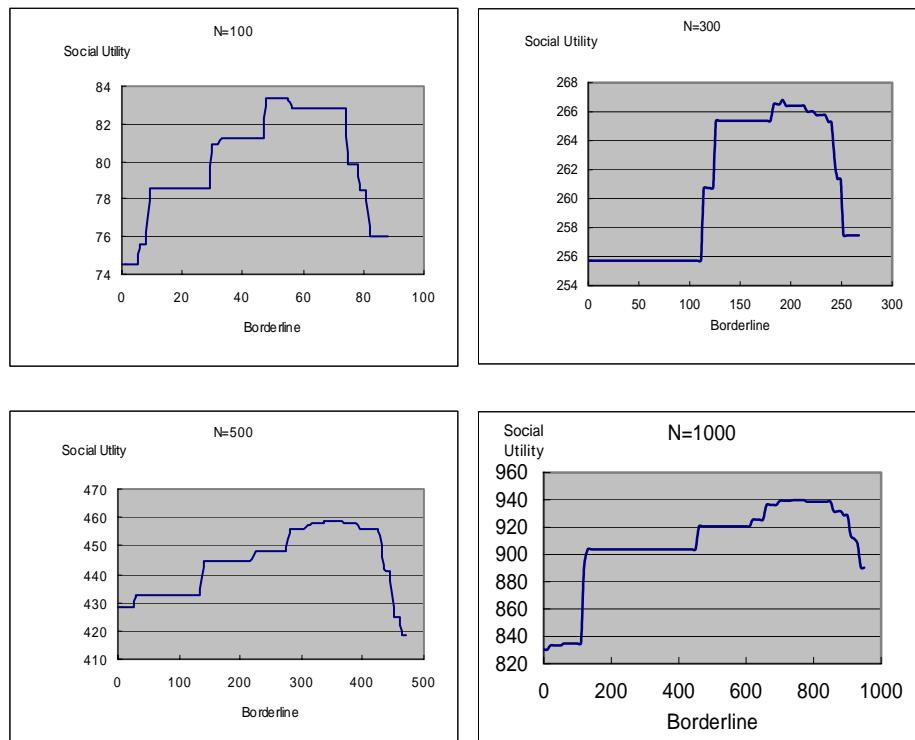 N=100
Social Utility
84
82
80
78
76
74
0 20 40 60 80 100
Borderline
N=300
Social Utility
268
266
264
262
260
258
256
254
0 50 100 150 200 250 300
Borderline
N=500
Social Utlity
470
460
450
440
430
420
410
0 100 200 300 400 500
Borderline
N=1000
Social
Utility
960
940
920
900
880
860
840
820
0 200 400 600 800 1000
Borderline